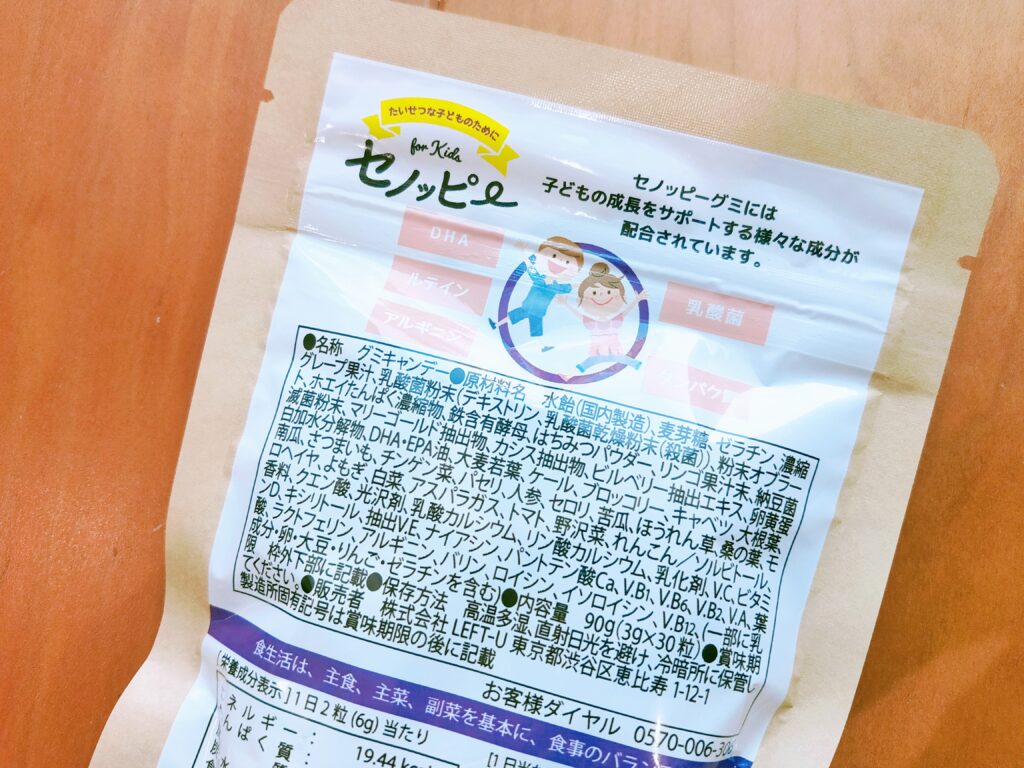 たいせつな子どものために
for Kids
セノッピー
セノッピーグミには
子どもの成長をサポートする様々な成分が
配合されています。
DHA
ルテイン
アルギニン
乳酸菌
タンパク質
●名称 グミキャンデー●原材料名 水飴(国内製造)、麦芽糖、ゼラチン、濃縮
グレープ果汁、乳酸菌粉末(デキストリン、乳酸菌乾燥粉末(殺菌))、粉末オブラー
ト、ホエイたんぱく濃縮物、鉄含有酵母、はちみつパウダー、リンゴ果汁末、納豆菌
滅菌粉末、マリーゴールド抽出物、カシス抽出物、ビルベリー抽出エキス、卵黄蛋
白加水分解物、DHA・EPA油、大麦若葉、ケール、ブロッコリー、キャベツ、大根葉、
南瓜、さつまいも、チンゲン菜、パセリ、人参、セロリ、苦瓜、ほうれん草、桑の葉、モ
ロヘイヤ、よもぎ、白菜、アスパラガス、トマト、野沢菜、れんこん／ソルビトール、
香料、クエン酸、光沢剤、乳酸カルシウム、リン酸カルシウム、乳化剤、V.C、ビタミ
ンD、キシリトール、抽出V.E、ナイアシン、パントテン酸Ca、V.B₁、V.B₆、V.B₂、V.A、葉
酸、ラクトフェリン、アルギニン、バリン、ロイシン、イソロイシン、V.B₁₂、(一部に乳
成分・卵・大豆・りんご・ゼラチンを含む)●内容量 90g(3g×30粒)●賞味期
限 枠外下部に記載●保存方法 高温多湿、直射日光を避け、冷暗所に保管し
てください。●販売者 株式会社 LEFT-U 東京都渋谷区恵比寿 1-12-1
製造所固有記号は賞味期限の後に記載
お客様ダイヤル 0570-006-30
食生活は、主食、主菜、副菜を基本に、食事のバラン
[栄養成分表示]1日2粒(6g)当たり
ネルギー：
19.44
んぱく質：
[1日当